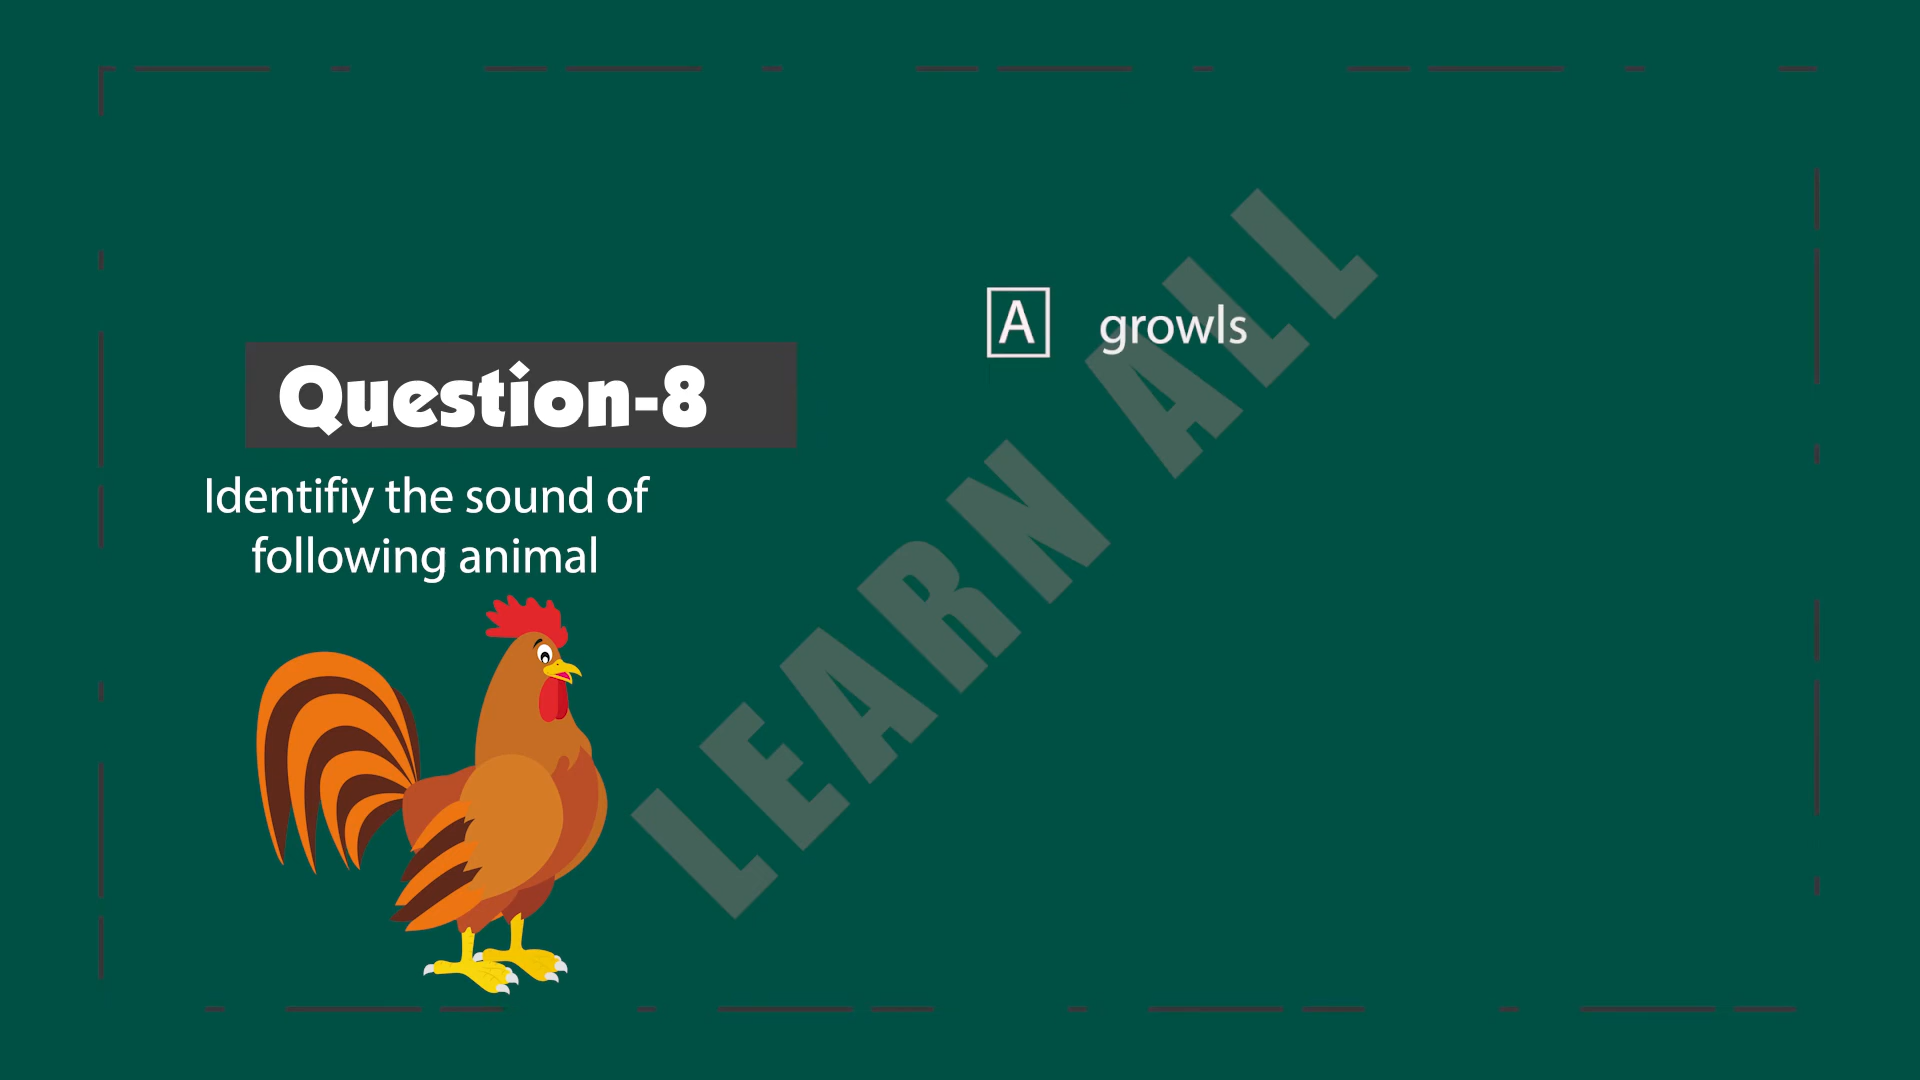 Question-8
Identifiy the sound of
following animal
A growls
LEARN ALL